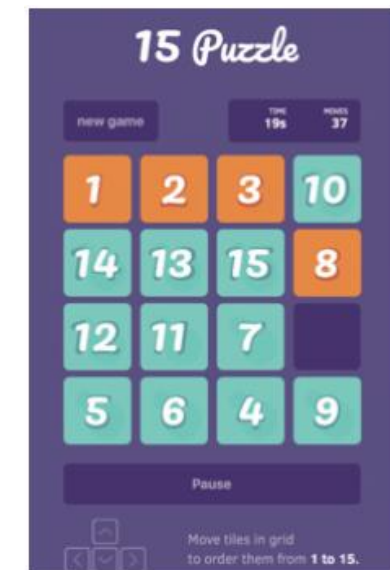 15 Puzzle
new game
TIME 19s
MOVES 37
1 2 3 10
14 13 15 8
12 11 7
5 6 4 9
Pause
Move tiles in grid
to order them from 1 to 15.